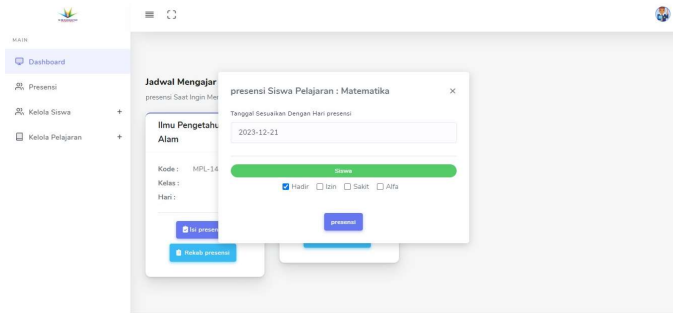 MAIN
Dashboard
Presensi
Kelola Siswa +
Kelola Pelajaran +
Jadwal Mengajar
presensi Saat Ingin Me
Ilmu Pengetahu
Alam
Kode : MPL-14
Kelas :
Hari :
Isi presen
Rekab presensi
presensi Siswa Pelajaran : Matematika ×
Tanggal Sesuaikan Dengan Hari presensi
2023-12-21
Siswa
Hadir Izin Sakit Alfa
presensi